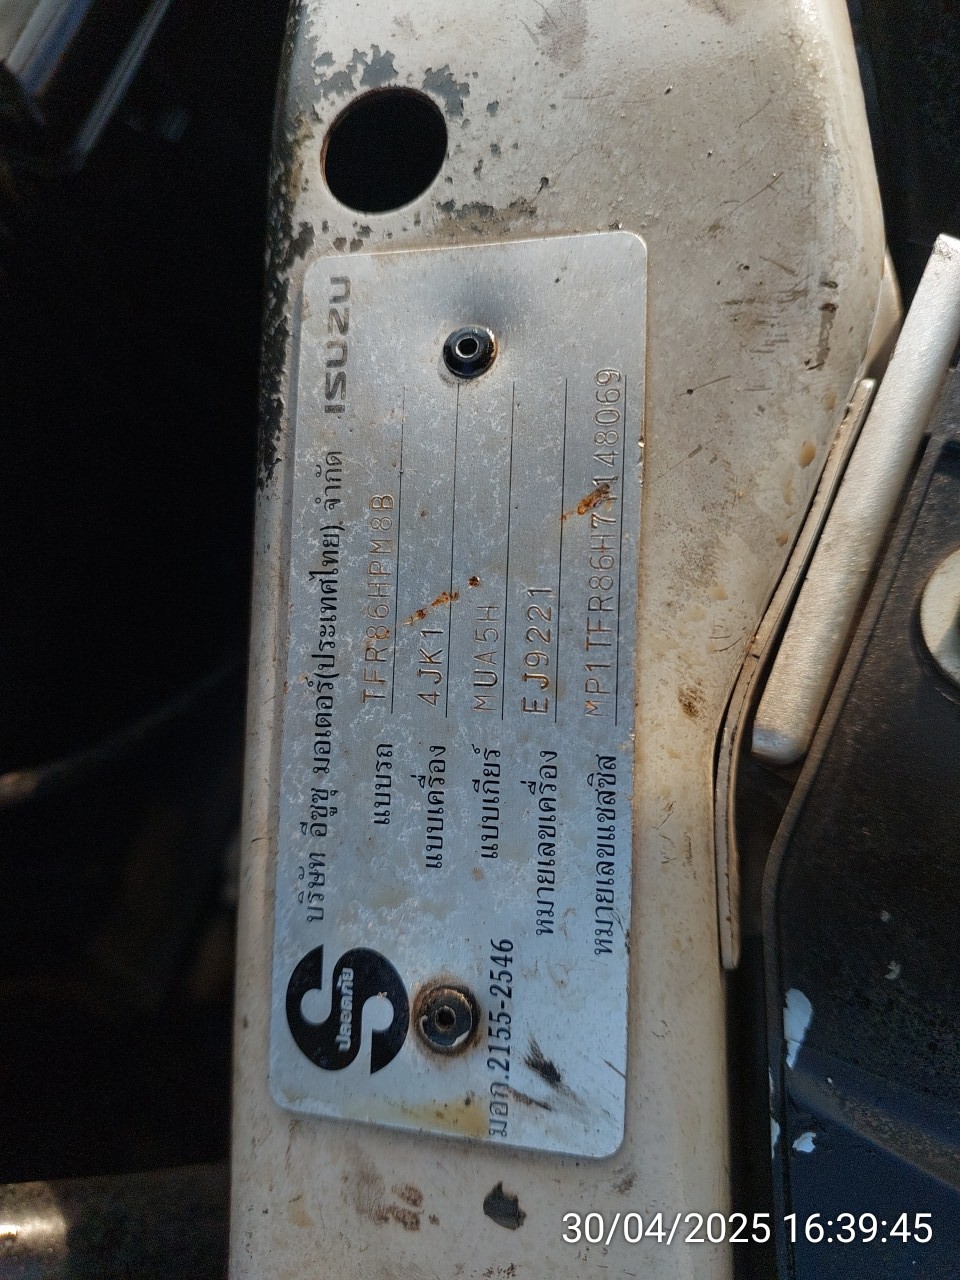 บริษัท อีซูซุ มอเตอร์(ประเทศไทย) จำกัด ISUZU
ปลอดภัย
แบบรถ TFR86HPM8B
แบบเครื่อง 4JK1
แบบเกียร์ MUA5H
หมายเลขเครื่อง EJ9221
หมายเลขแชสซิส
มอก.2155-2546
30/04/2025 16:39:45